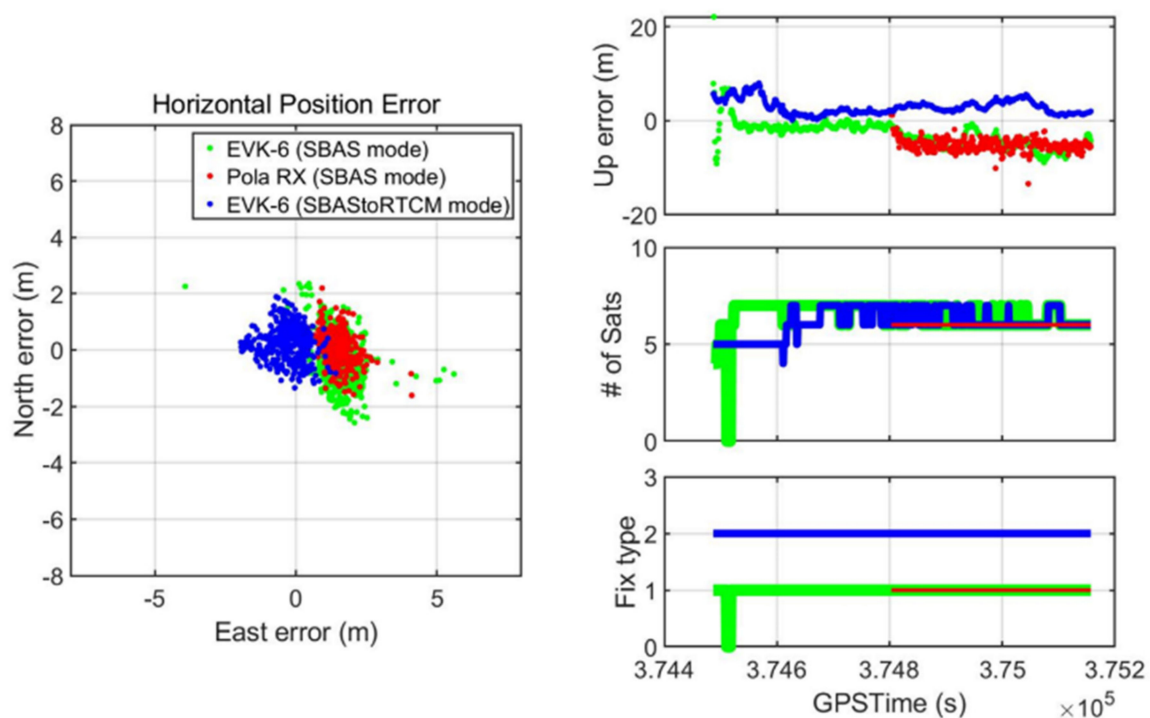 Horizontal Position Error
8
6
4
2
0
-2
-4
-6
-8
North error (m)
-5
0
5
East error (m)
EVK-6 (SBAS mode)
Pola RX (SBAS mode)
EVK-6 (SBAStoRTCM mode)
20
0
-20
Up error (m)
10
5
0
# of Sats
3
2
1
0
Fix type
3.744
3.746
3.748
3.75
3.752
GPSTime (s)
×10⁵